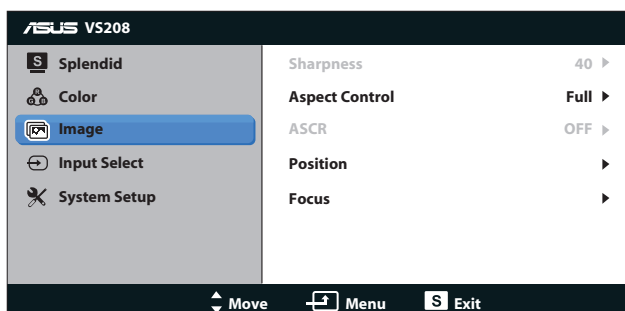 ASUS VS208
S Splendid
Color
Image
Input Select
System Setup
Sharpness 40
Aspect Control Full
ASCR OFF
Position
Focus
Move Menu S Exit